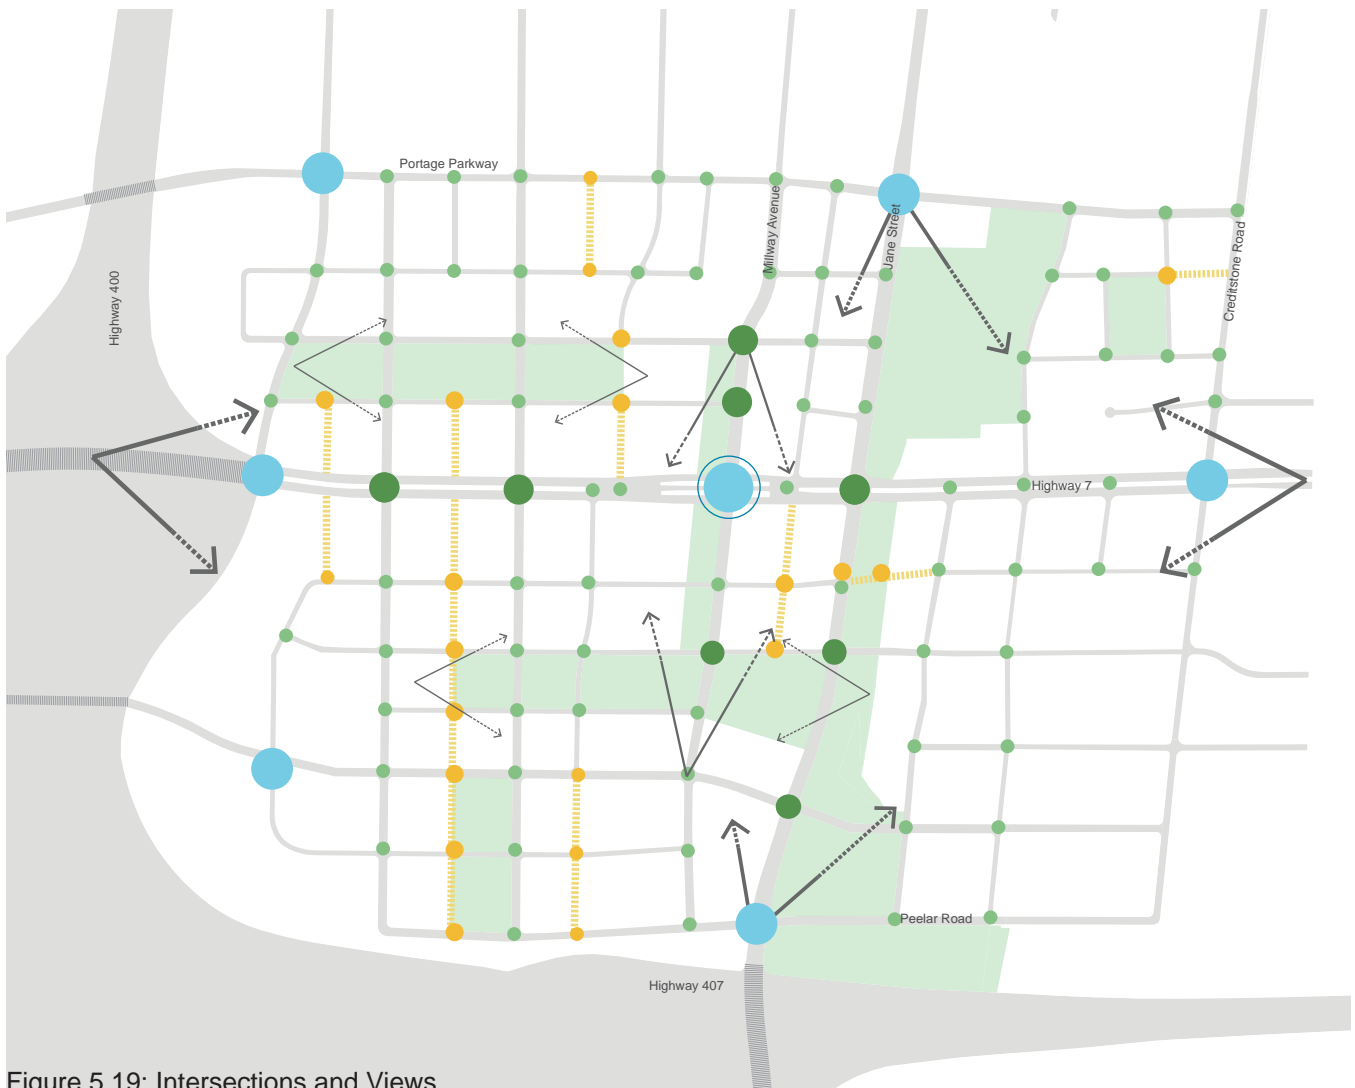 Portage Parkway
Millway Avenue
Jane Street
Creditstone Road
Highway 400
Highway 7
Peelar Road
Highway 407
Figure 5.19: Intersections and Views